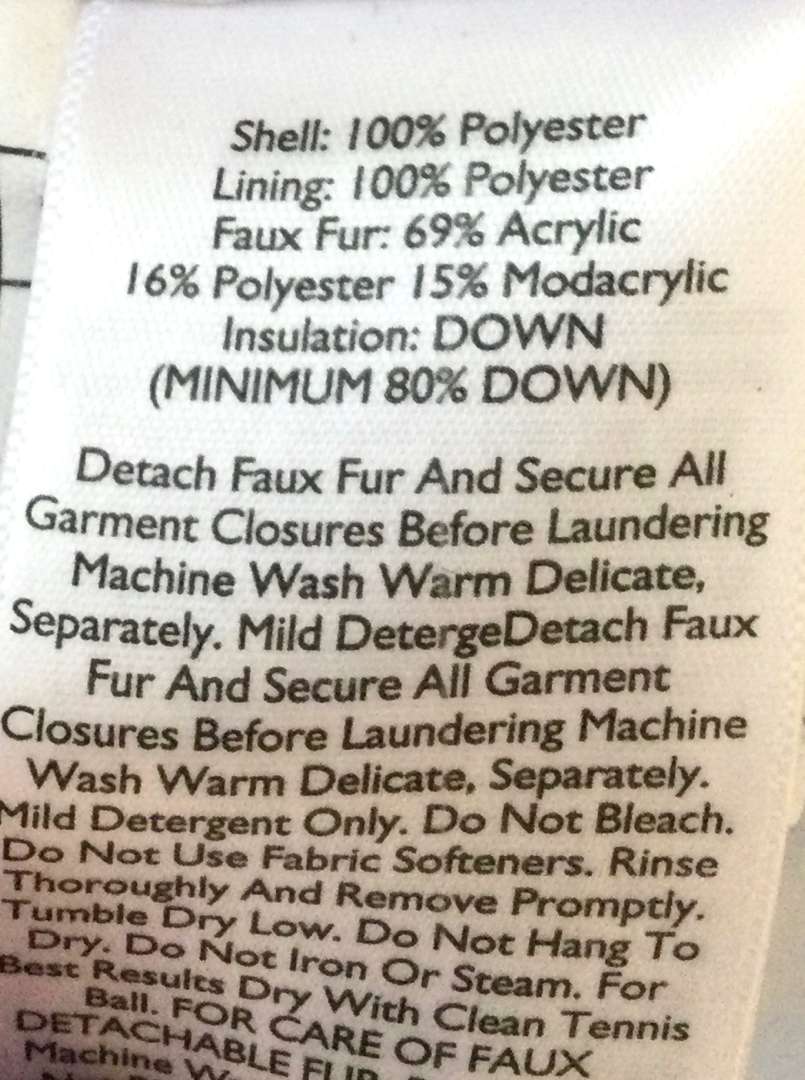 Shell: 100% Polyester
Lining: 100% Polyester
Faux Fur: 69% Acrylic
16% Polyester 15% Modacrylic
Insulation: DOWN
(MINIMUM 80% DOWN)
Detach Faux Fur And Secure All
Garment Closures Before Laundering
Machine Wash Warm Delicate,
Separately. Mild DetergeDetach Faux
Fur And Secure All Garment
Closures Before Laundering Machine
Wash Warm Delicate, Separately.
Mild Detergent Only. Do Not Bleach.
Do Not Use Fabric Softeners. Rinse
Thoroughly And Remove Promptly.
Tumble Dry Low. Do Not Hang To
Dry. Do Not Iron Or Steam. For
Best Results Dry With Clean Tennis
Ball. FOR CARE OF FAUX
DETACHABLE FUR
Machine